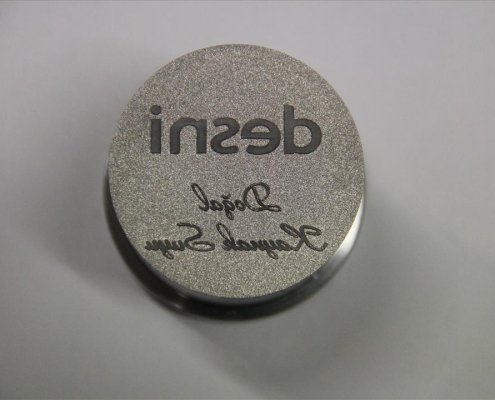 desni
Doğal
Kaynak Suyu